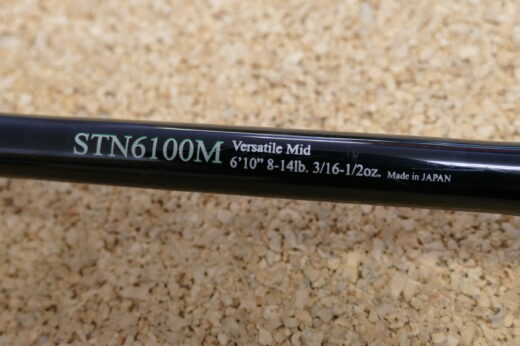 STN6100M Versatile Mid
6'10" 8-14lb. 3/16-1/2oz. Made in JAPAN